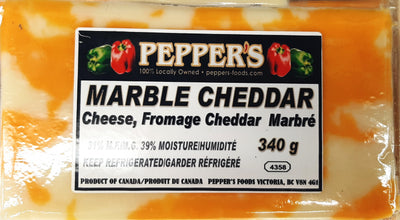 PEPPER'S
100% Locally Owned • peppers-foods.com
MARBLE CHEDDAR
Cheese, Fromage Cheddar Marbré
31% M.F./M.G. 39% MOISTURE/HUMIDITÉ
340 g
KEEP REFRIGERATED/GARDER RÉFRIGÉRÉ
4358
PRODUCT OF CANADA/PRODUIT DU CANADA PEPPER'S FOODS VICTORIA, BC V8N 4G1